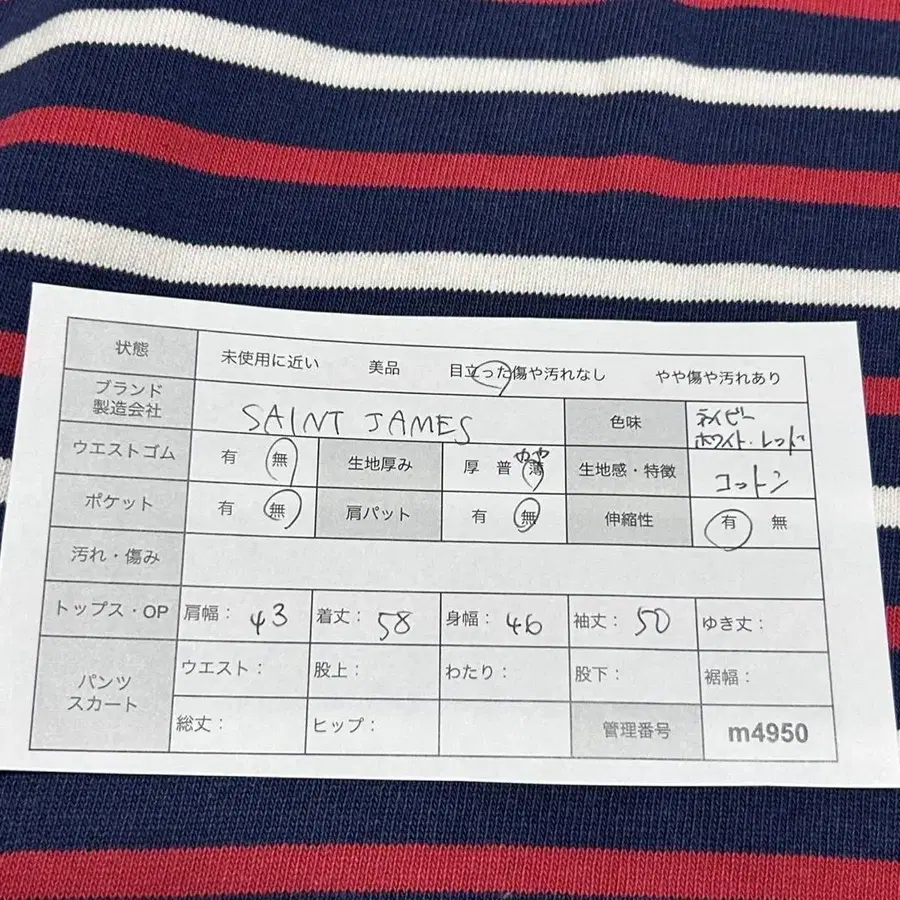 状態 未使用に近い 美品 目立った傷や汚れなし やや傷や汚れあり
ブランド
製造会社 SAINT JAMES 色味 ネイビー
ホワイト・レッド
ウエストゴム 有 無 生地厚み 厚 普 やや薄 生地感・特徴 コットン
ポケット 有 無 肩パット 有 無 伸縮性 有 無
汚れ・傷み
トップス・OP 肩幅: 43 着丈: 58 身幅: 46 袖丈: 50 ゆき丈:
パンツ
スカート ウエスト: 股上: わたり: 股下: 裾幅:
総丈: ヒップ: 管理番号 m4950